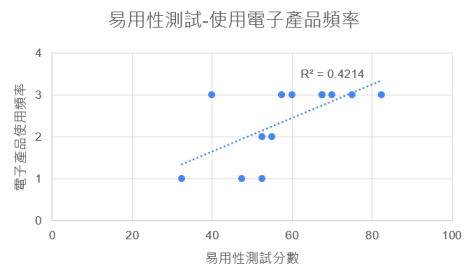 易用性測試-使用電子產品頻率
4
3
2
1
0
R² = 0.4214
電子產品使用頻率
0 20 40 60 80 100
易用性測試分數